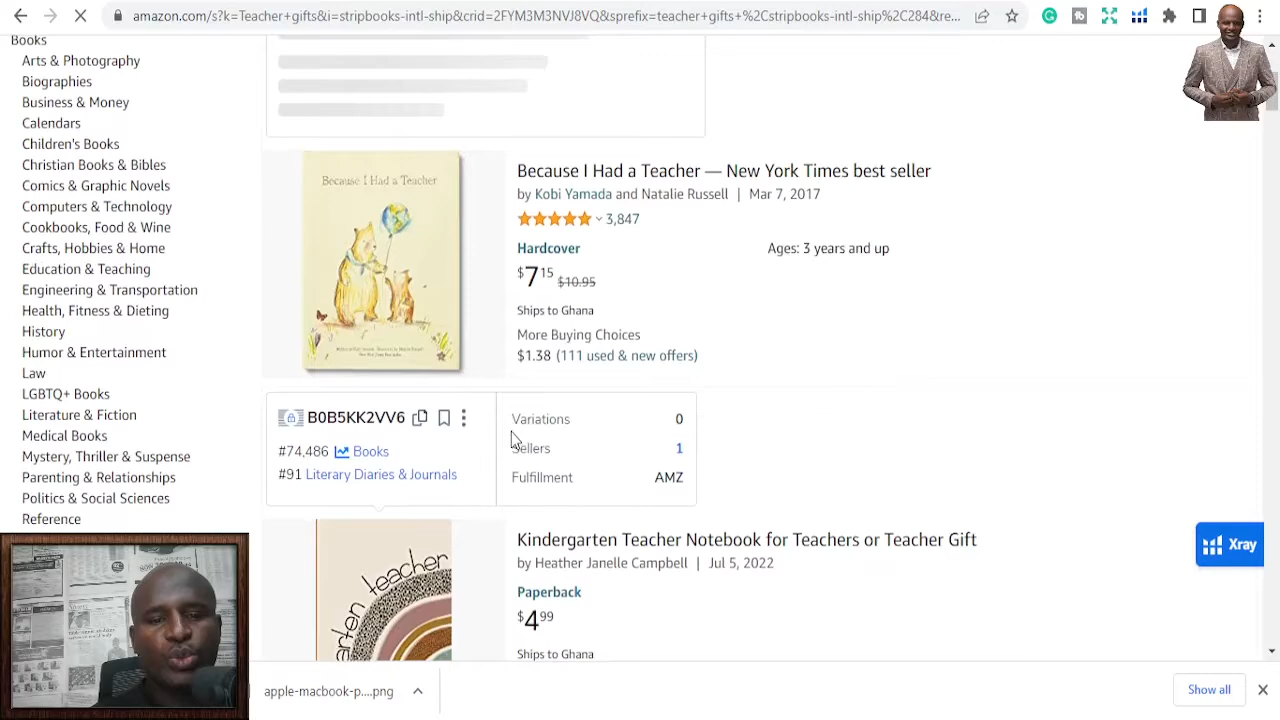 amazon.com/s?k=Teacher+gifts&i=stripbooks-intl-ship&crid=2FYM3M3NVJ8VQ&sprefix=teacher+gifts+%2Cstripbooks-intl-ship%2C284&re...
Books
Arts & Photography
Biographies
Business & Money
Calendars
Children's Books
Christian Books & Bibles
Comics & Graphic Novels
Computers & Technology
Cookbooks, Food & Wine
Crafts, Hobbies & Home
Education & Teaching
Engineering & Transportation
Health, Fitness & Dieting
History
Humor & Entertainment
Law
LGBTQ+ Books
Literature & Fiction
Medical Books
Mystery, Thriller & Suspense
Parenting & Relationships
Politics & Social Sciences
Reference
Because I Had a Teacher
Because I Had a Teacher — New York Times best seller
by Kobi Yamada and Natalie Russell | Mar 7, 2017
3,847
Hardcover
Ages: 3 years and up
$7 15 $10.95
Ships to Ghana
More Buying Choices
$1.38 (111 used & new offers)
B0B5KK2VV6
#74,486 Books
#91 Literary Diaries & Journals
Variations 0
Sellers 1
Fulfillment AMZ
Kindergarten Teacher Notebook for Teachers or Teacher Gift
by Heather Janelle Campbell | Jul 5, 2022
Paperback
$4 99
Ships to Ghana
arten teacher
Xray
apple-macbook-p....png
Show all